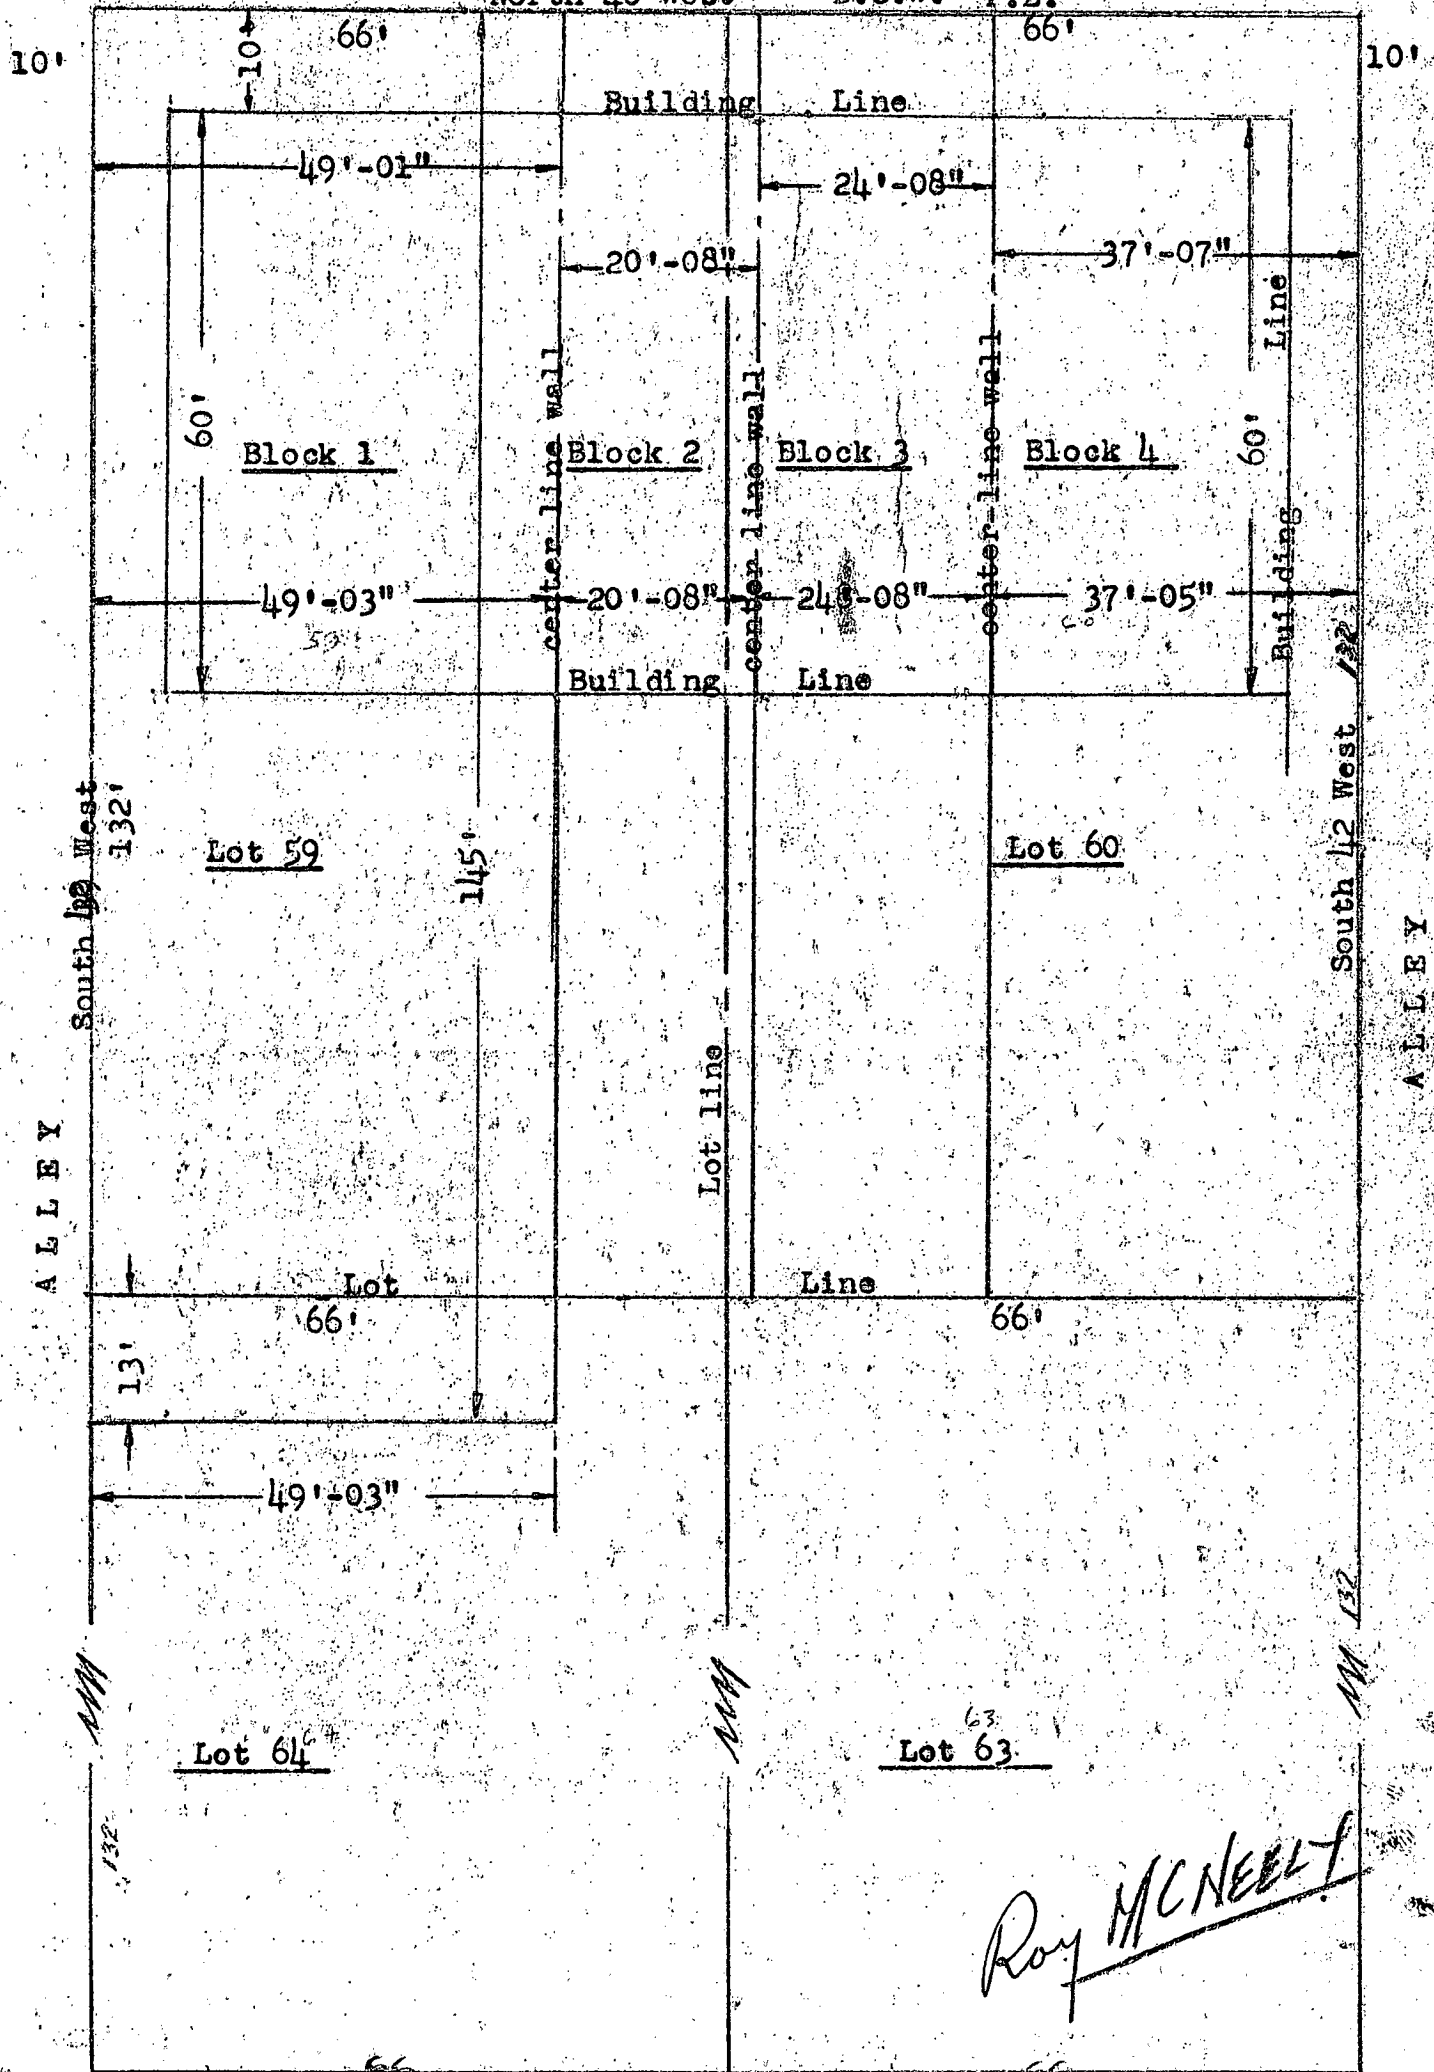 66' 66'
10' 10' 10'
Building Line
49'-01"
24'-08"
20'-08" 37'-07"
Line
center line wall
center line wall
center line wall
60' 60'
Block 1 Block 2 Block 3 Block 4
Building
49'-03" 20'-08" 24'-08" 37'-05"
132
Building Line
South West
132'
Lot 59
145'
Lot 60
South 42 West
ALLEY
Lot line
ALLEY
Lot Line
66' 66'
13'
49'-03"
132
63
Lot 64 Lot 63
132
Roy MCNEELY
66 66